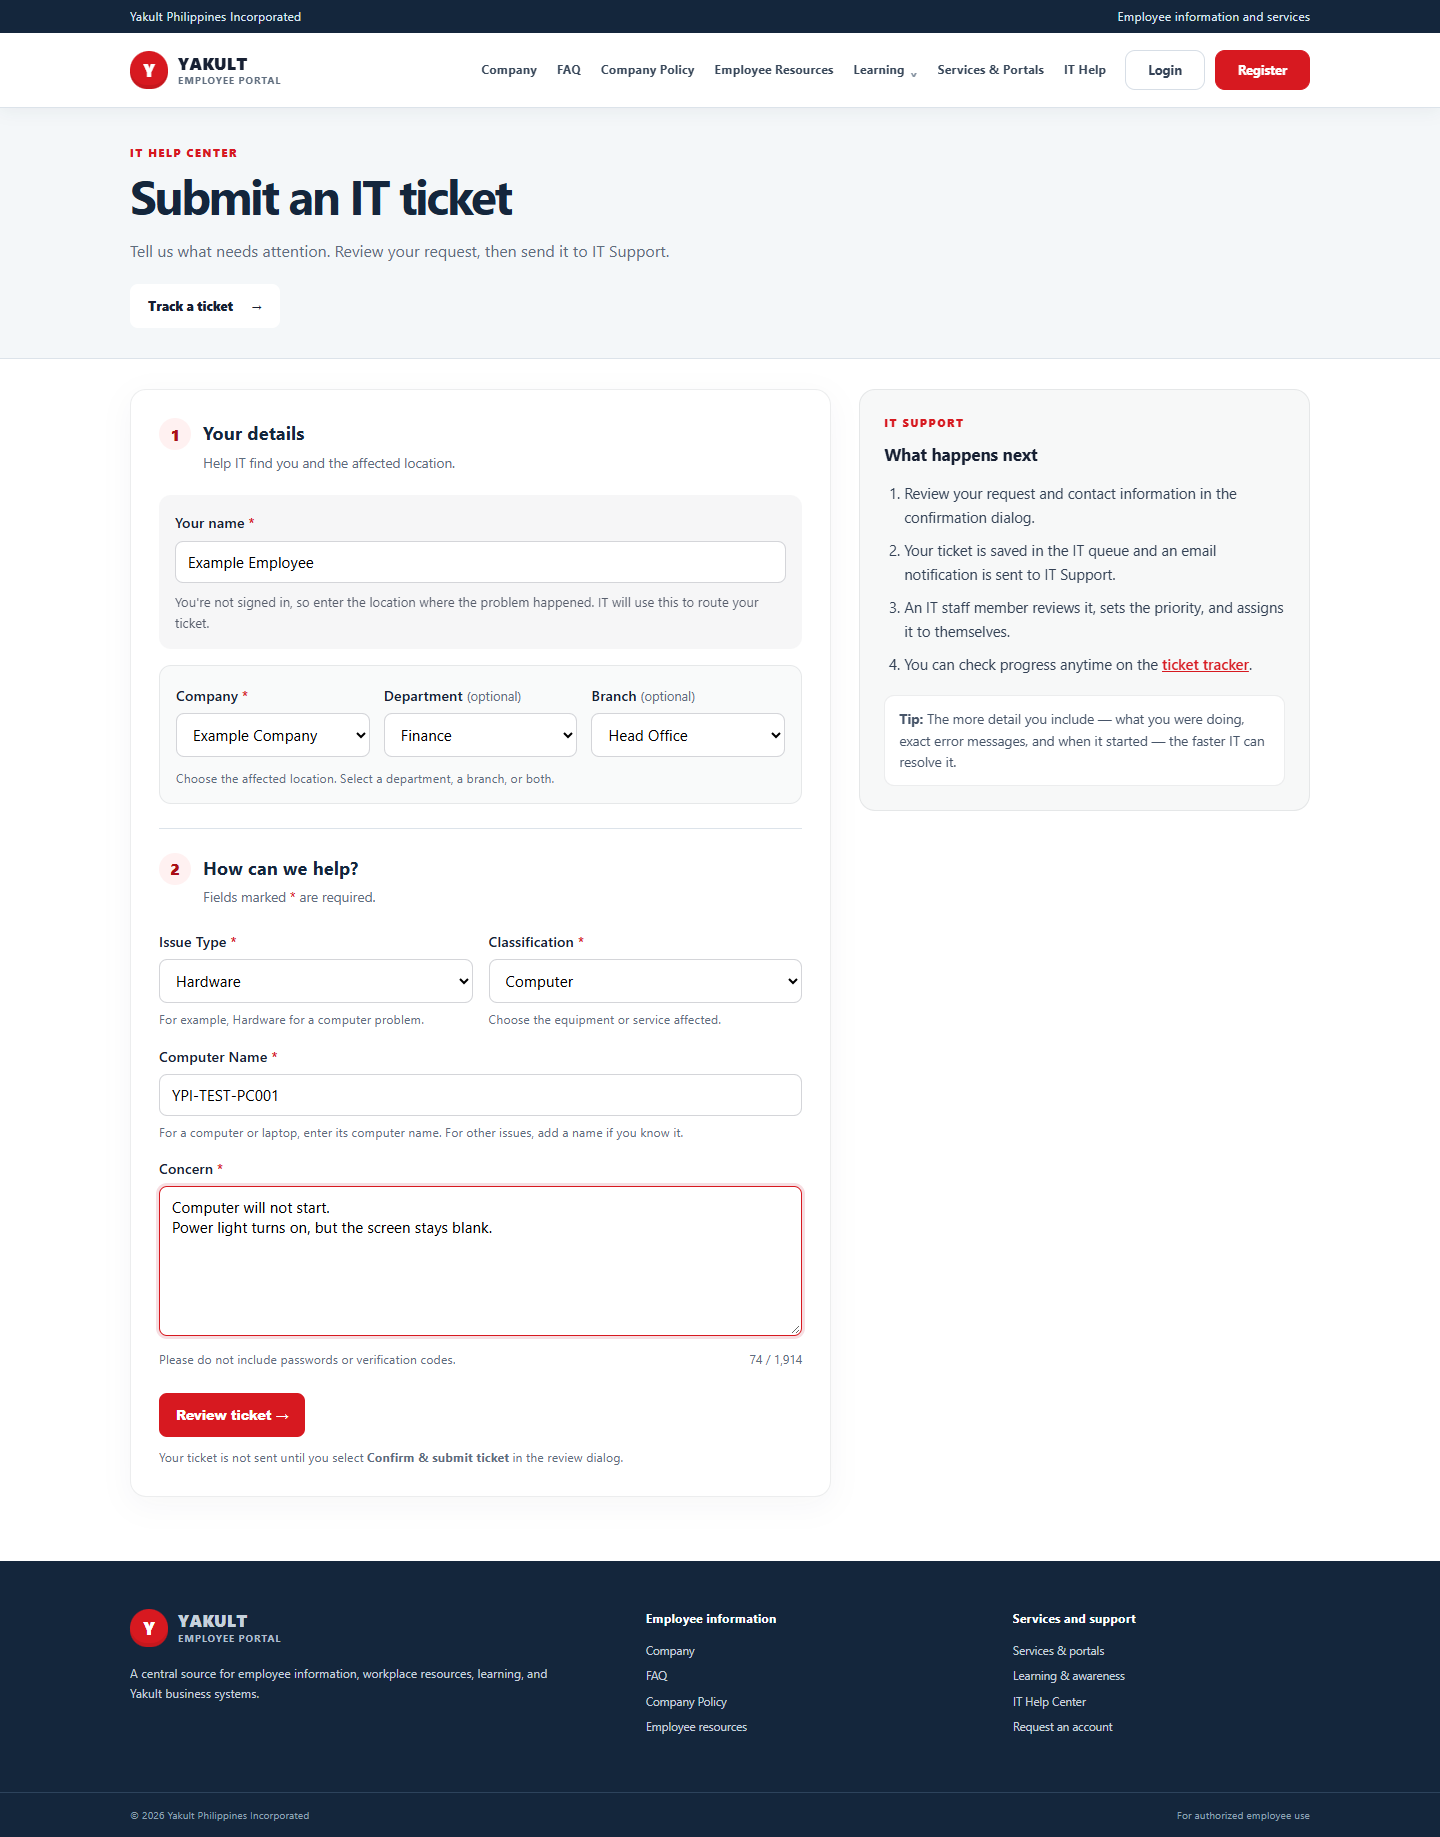 Yakult Philippines Incorporated
Employee information and services
Y
YAKULT
EMPLOYEE PORTAL
Company
FAQ
Company Policy
Employee Resources
Learning
Services & Portals
IT Help
Login
Register
IT HELP CENTER
Submit an IT ticket
Tell us what needs attention. Review your request, then send it to IT Support.
Track a ticket →
1
Your details
Help IT find you and the affected location.
Your name *
Example Employee
You're not signed in, so enter the location where the problem happened. IT will use this to route your
ticket.
Company *
Department (optional)
Branch (optional)
Example Company
Finance
Head Office
Choose the affected location. Select a department, a branch, or both.
2
How can we help?
Fields marked * are required.
Issue Type *
Classification *
Hardware
Computer
For example, Hardware for a computer problem.
Choose the equipment or service affected.
Computer Name *
YPI-TEST-PC001
For a computer or laptop, enter its computer name. For other issues, add a name if you know it.
Concern *
Computer will not start.
Power light turns on, but the screen stays blank.
Please do not include passwords or verification codes.
74 / 1,914
Review ticket →
Your ticket is not sent until you select Confirm & submit ticket in the review dialog.
IT SUPPORT
What happens next
1. Review your request and contact information in the
confirmation dialog.
2. Your ticket is saved in the IT queue and an email
notification is sent to IT Support.
3. An IT staff member reviews it, sets the priority, and assigns
it to themselves.
4. You can check progress anytime on the ticket tracker.
Tip: The more detail you include — what you were doing,
exact error messages, and when it started — the faster IT can
resolve it.
Y
YAKULT
EMPLOYEE PORTAL
A central source for employee information, workplace resources, learning, and
Yakult business systems.
Employee information
Company
FAQ
Company Policy
Employee resources
Services and support
Services & portals
Learning & awareness
IT Help Center
Request an account
© 2026 Yakult Philippines Incorporated
For authorized employee use